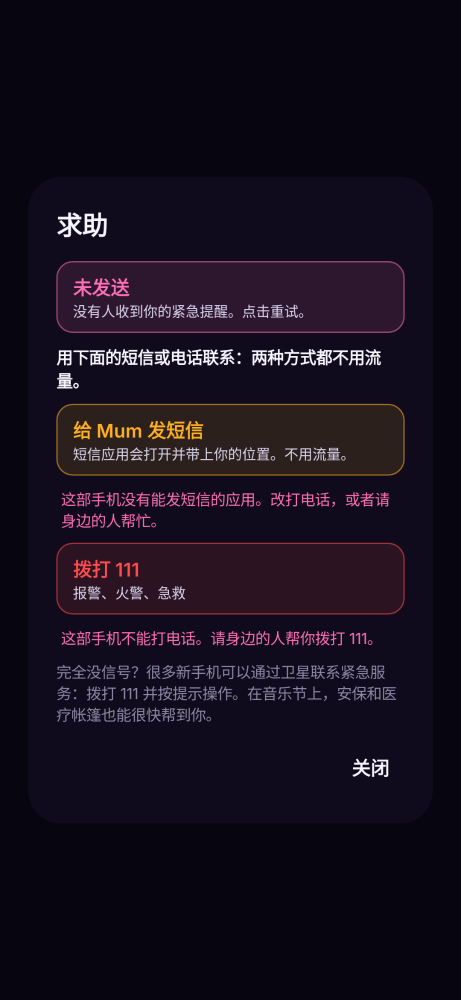 求助
未发送
没有人收到你的紧急提醒。点击重试。
用下面的短信或电话联系：两种方式都不用流
量。
给 Mum 发短信
短信应用会打开并带上你的位置。不用流量。
这部手机没有能发短信的应用。改打电话，或者请
身边的人帮忙。
拨打 111
报警、火警、急救
这部手机不能打电话。请身边的人帮你拨打 111。
完全没信号？很多新手机可以通过卫星联系紧急服
务：拨打 111 并按提示操作。在音乐节上，安保和医
疗帐篷也能很快帮到你。
关闭